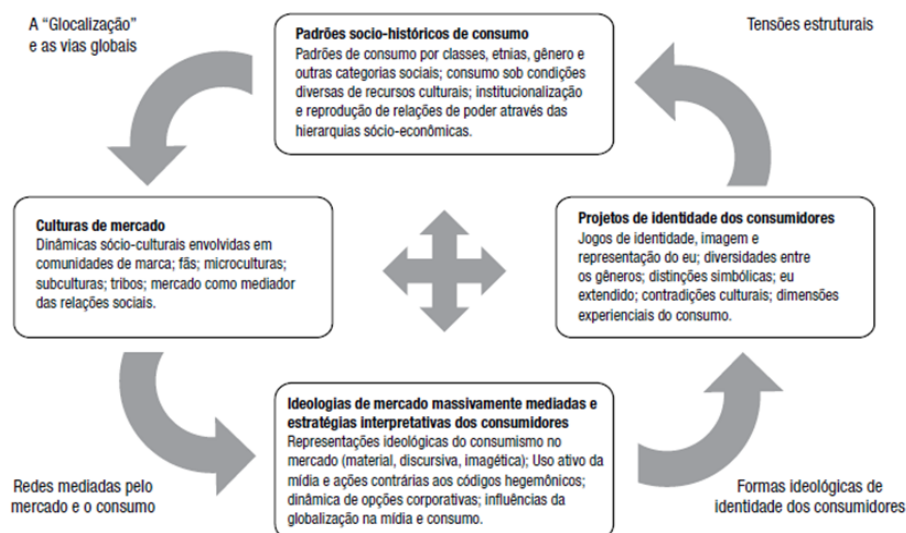 A “Glocalização”
e as vias globais
Padrões socio-históricos de consumo
Padrões de consumo por classes, etnias, gênero e
outras categorias sociais; consumo sob condições
diversas de recursos culturais; institucionalização
e reprodução de relações de poder através das
hierarquias sócio-econômicas.
Tensões estruturais
Culturas de mercado
Dinâmicas sócio-culturais envolvidas em
comunidades de marca; fãs; microculturas;
subculturas; tribos; mercado como mediador
das relações sociais.
Projetos de identidade dos consumidores
Jogos de identidade, imagem e
representação do eu; diversidades entre
os gêneros; distinções simbólicas; eu
extendido; contradições culturais; dimensões
experienciais do consumo.
Ideologias de mercado massivamente mediadas e
estratégias interpretativas dos consumidores
Representações ideológicas do consumismo no
mercado (material, discursiva, imagética); Uso ativo da
mídia e ações contrárias aos códigos hegemônicos;
dinâmica de opções corporativas; influências da
globalização na mídia e consumo.
Redes mediadas pelo
mercado e o consumo
Formas ideológicas de
identidade dos consumidores